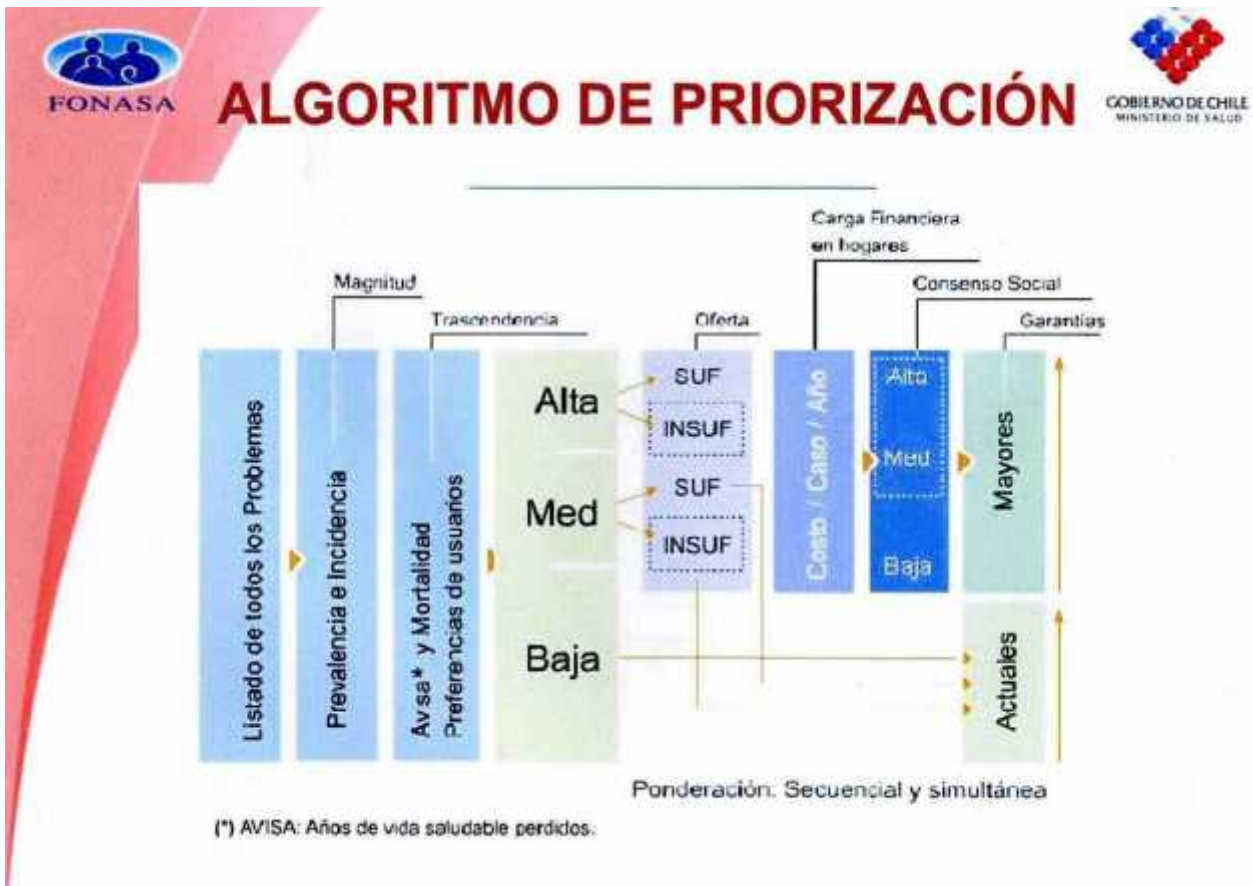 FONASA
ALGORITMO DE PRIORIZACIÓN
GOBIERNO DE CHILE
MINISTERIO DE SALUD
Carga Financiera
en hogares
Magnitud
Consenso Social
Trascendencia
Oferta
Garantías
Listado de todos los Problemas
Prevalencia e Incidencia
Avsa* y Mortalidad
Preferencias de usuarios
Alta
Med
Baja
SUF
INSUF
SUF
INSUF
Costo / Caso / Año
Alta
Med
Baja
Mayores
Actuales
Ponderación. Secuencial y simultánea
(*) AVISA: Años de vida saludable perdidos.